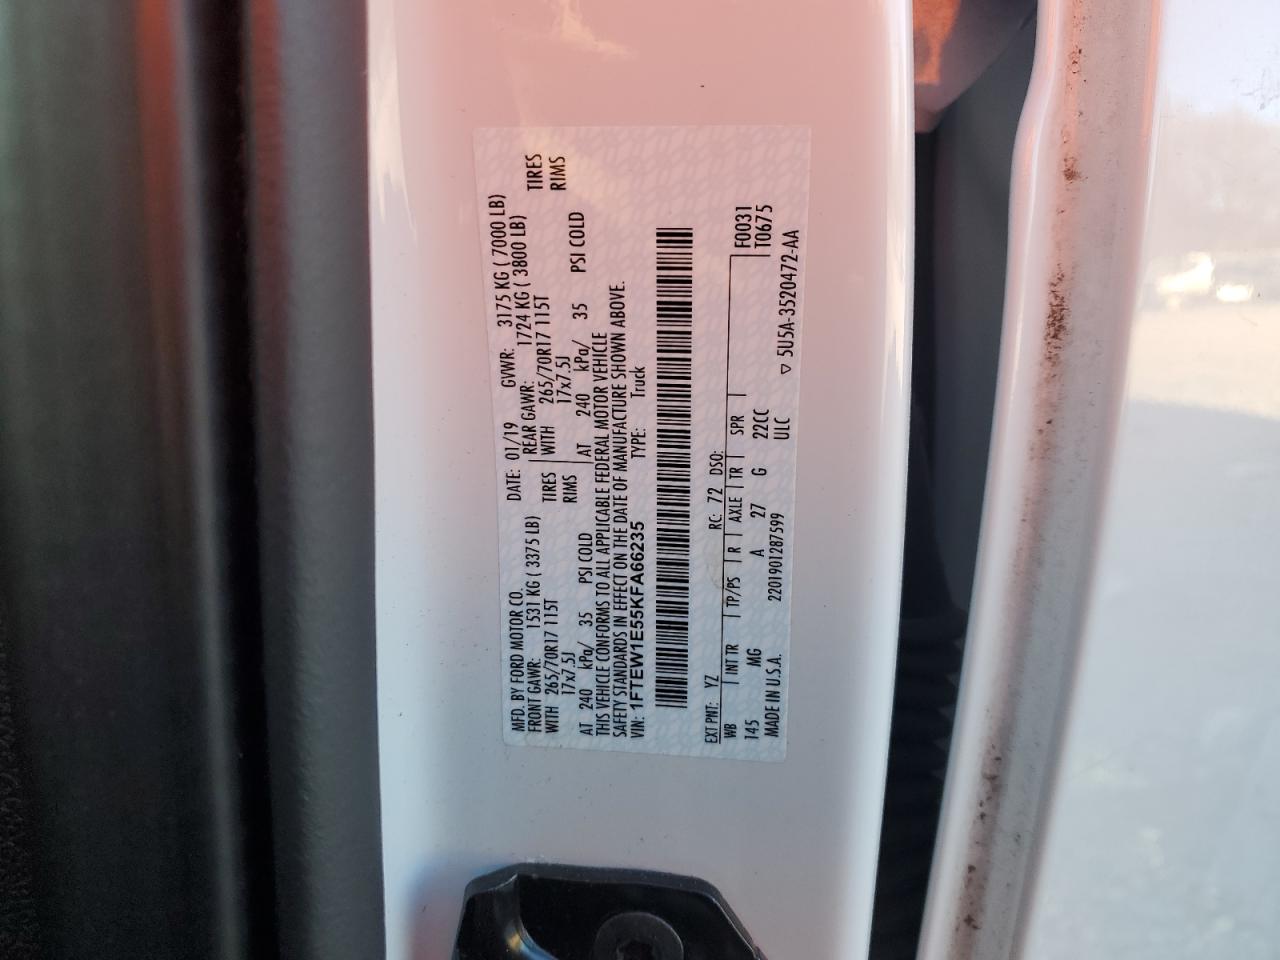 MFD. BY FORD MOTOR CO. DATE: 01/19 GVWR: 3175 KG ( 7000 LB)
FRONT GAWR: 1531 KG ( 3375 LB) REAR GAWR: 1724 KG ( 3800 LB)
WITH 265/70R17 115T TIRES WITH 265/70R17 115T TIRES
17x7.5J RIMS 17x7.5J RIMS
AT 240 kPa/ 35 PSI COLD AT 240 kPa/ 35 PSI COLD
THIS VEHICLE CONFORMS TO ALL APPLICABLE FEDERAL MOTOR VEHICLE
SAFETY STANDARDS IN EFFECT ON THE DATE OF MANUFACTURE SHOWN ABOVE.
VIN: 1FTEW1E55KFA66235 TYPE: Truck
EXT PNT: YZ RC: 72 DSO: F0031
WB INT TR TP/PS R AXLE TR SPR T0675
145 MG A 27 G 22CC
MADE IN U.S.A. 2201901287599 ULC ▽ 5U5A-3520472-AA